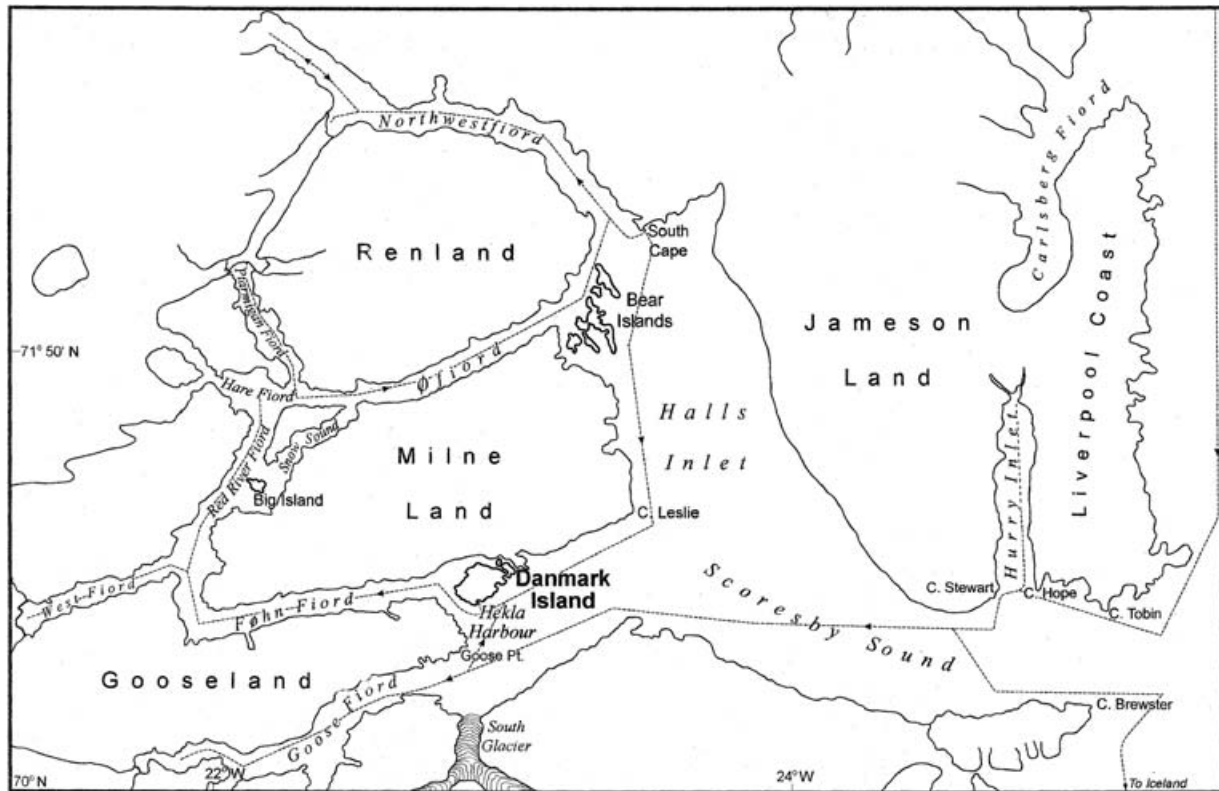 Northwestfiord
Carlsberg Fiord
South
Cape
Renland
Bear
Islands
Ptarmigan Fiord
Jameson
Land
Liverpool Coast
71° 50' N
Øfiord
Hare Fiord
Halls
Inlet
Snow Sound
Red River Fiord
Milne
Land
Big Island
Hurry Inlet
C. Leslie
Danmark
Island
West Fiord
Føhn Fiord
Hekla
Harbour
Scoresby Sound
C. Stewart
C. Hope
C. Tobin
Goose Pt.
Gooseland
Goose Fiord
C. Brewster
South
Glacier
70° N
22°W
24°W
To Iceland